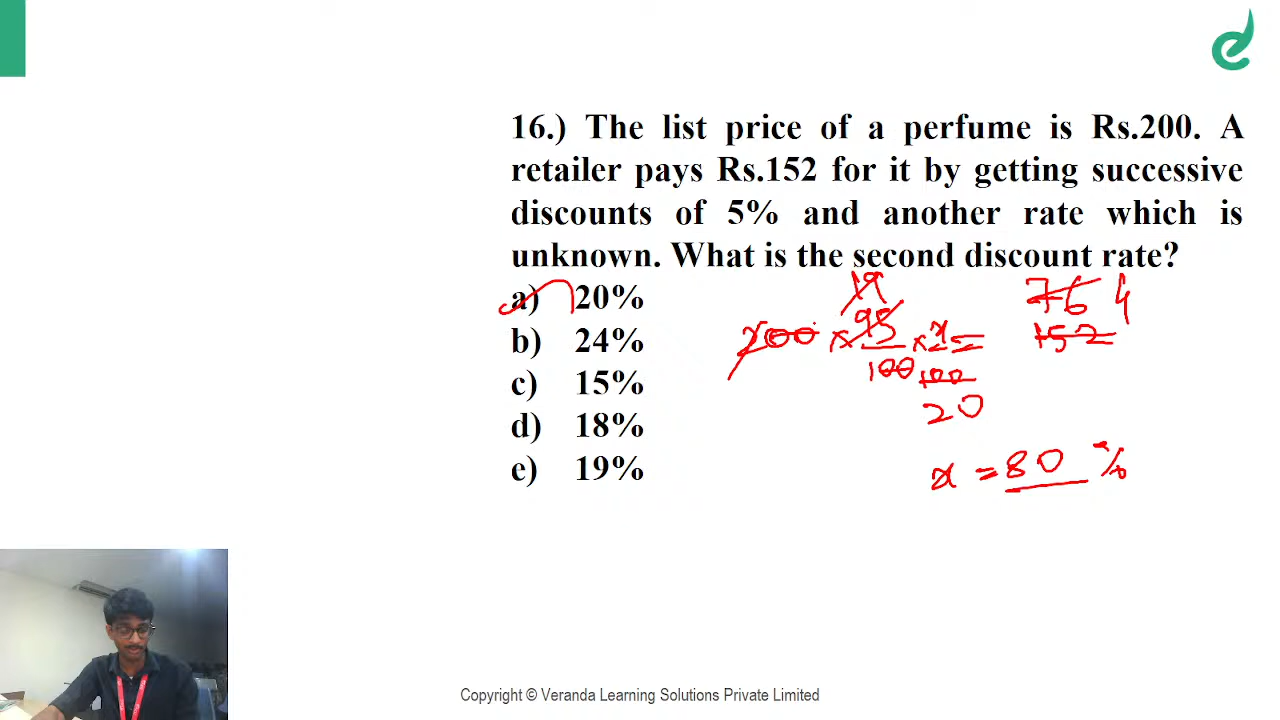 16.) The list price of a perfume is Rs.200. A
retailer pays Rs.152 for it by getting successive
discounts of 5% and another rate which is
unknown. What is the second discount rate?
a) 20%
b) 24%
c) 15%
d) 18%
e) 19%
19
76 4
200 × 95 × x = 152
100 100
20
x = 80 %
Copyright © Veranda Learning Solutions Private Limited